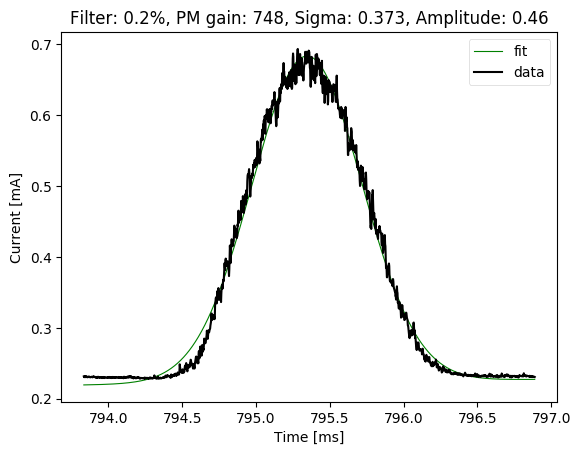 Filter: 0.2%, PM gain: 748, Sigma: 0.373, Amplitude: 0.46
fit
data
Current [mA]
0.7
0.6
0.5
0.4
0.3
0.2
794.0 794.5 795.0 795.5 796.0 796.5 797.0
Time [ms]